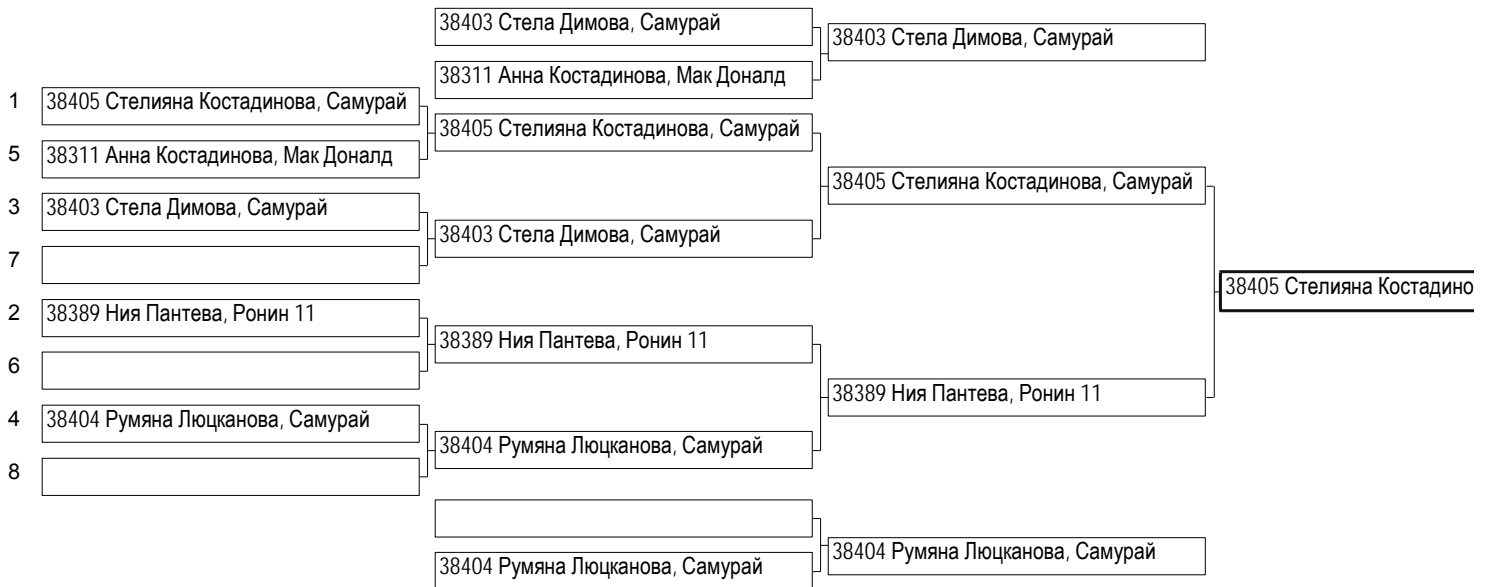 38403 Стела Димова, Самурай
38403 Стела Димова, Самурай
38311 Анна Костадинова, Мак Доналд
1 38405 Стелияна Костадинова, Самурай
38405 Стелияна Костадинова, Самурай
5 38311 Анна Костадинова, Мак Доналд
38405 Стелияна Костадинова, Самурай
3 38403 Стела Димова, Самурай
38403 Стела Димова, Самурай
7
38405 Стелияна Костадино
2 38389 Ния Пантева, Ронин 11
38389 Ния Пантева, Ронин 11
6
38389 Ния Пантева, Ронин 11
4 38404 Румяна Люцканова, Самурай
38404 Румяна Люцканова, Самурай
8
38404 Румяна Люцканова, Самурай
38404 Румяна Люцканова, Самурай